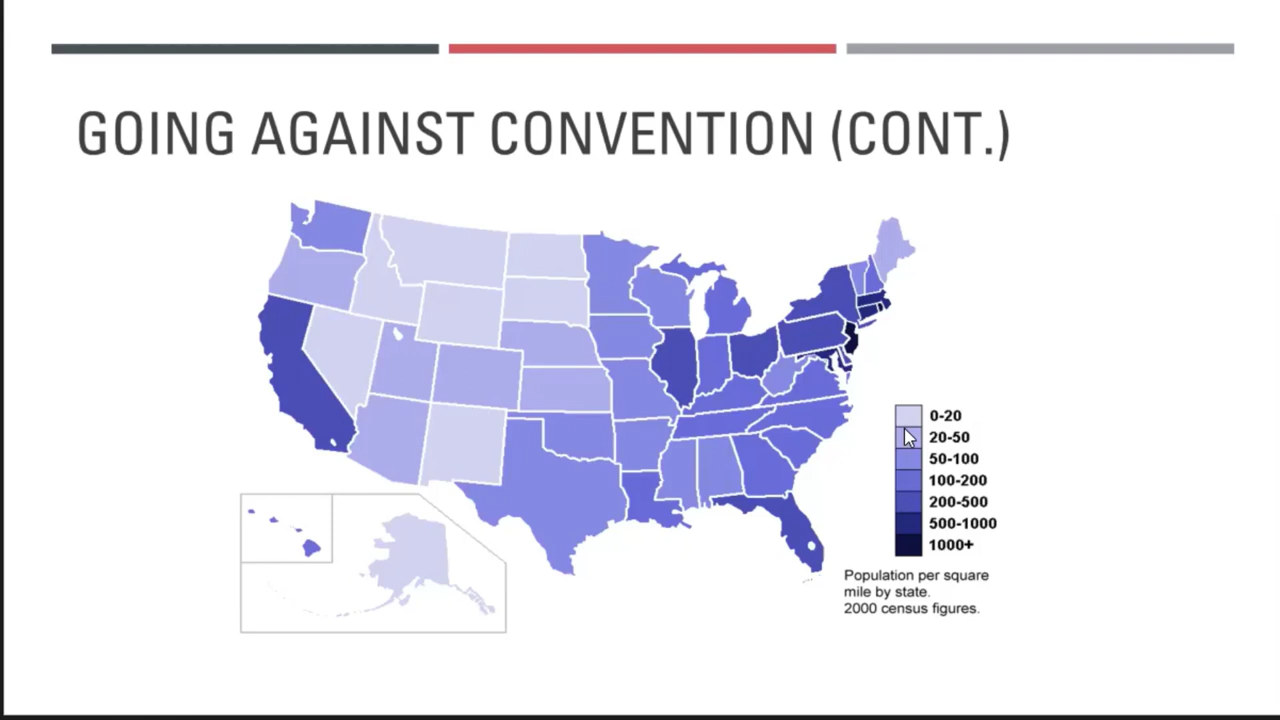 GOING AGAINST CONVENTION (CONT.)
0-20
20-50
50-100
100-200
200-500
500-1000
1000+
Population per square
mile by state.
2000 census figures.